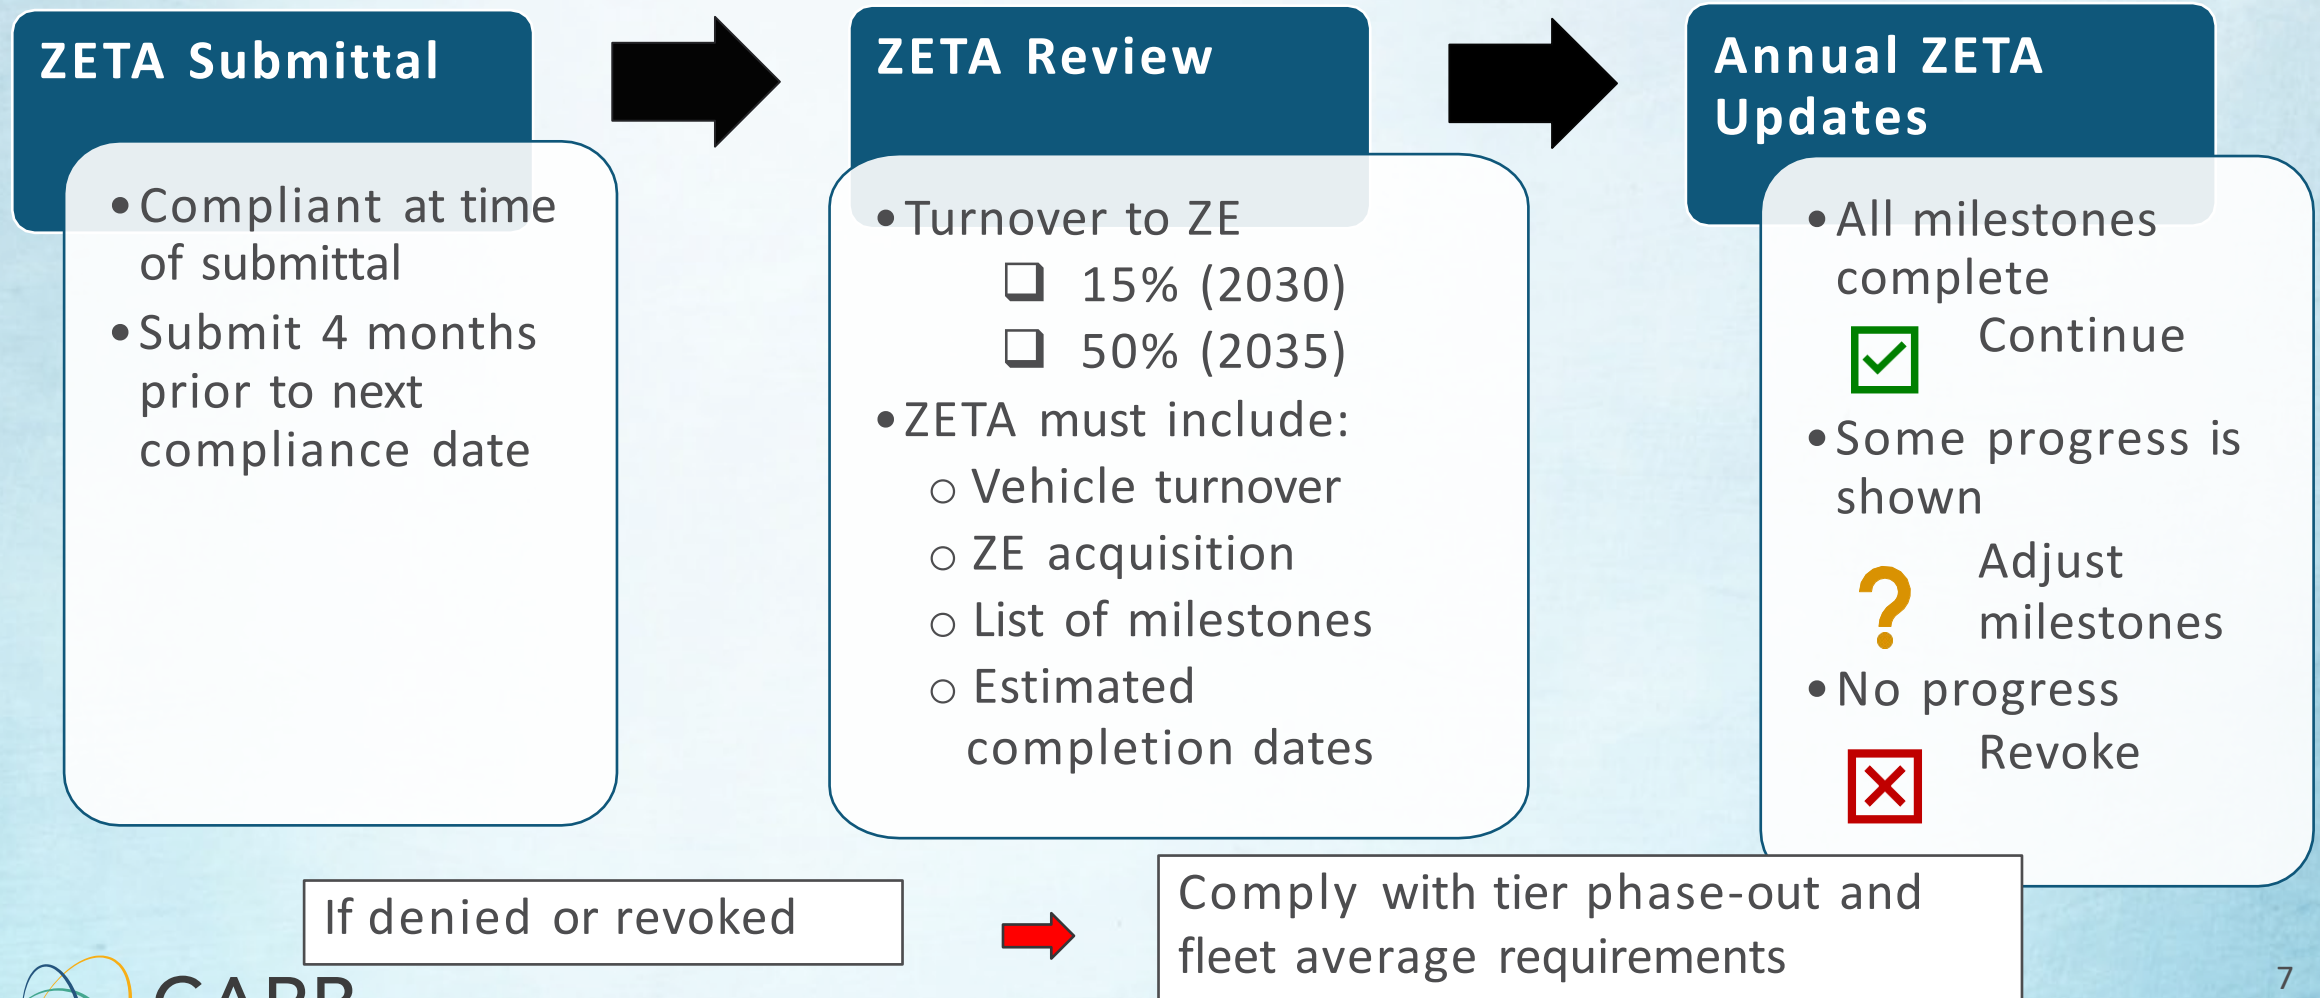 ZETA Submittal
• Compliant at time
of submittal
• Submit 4 months
prior to next
compliance date
ZETA Review
• Turnover to ZE
❑ 15% (2030)
❑ 50% (2035)
• ZETA must include:
o Vehicle turnover
o ZE acquisition
o List of milestones
o Estimated
completion dates
Annual ZETA
Updates
• All milestones
complete
Continue
• Some progress is
shown
? Adjust
milestones
• No progress
Revoke
If denied or revoked
Comply with tier phase-out and
fleet average requirements
CARB
7